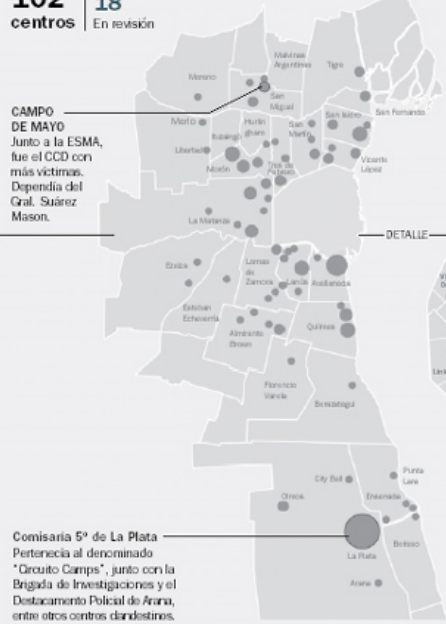 102
centros
18
En revisión
CAMPO
DE MAYO
Junto a la ESMA,
fue el CCD con
más víctimas.
Dependía del
Gral. Suárez
Mason.
Moreno
Malvinas
Argentinas
Tigre
San
Miguel
San Fernando
Merlo
Hurlin
gham
San
Martín
San Isidro
Ituzaingó
Libertad
Morón
Tres de
Febrero
Vicente
López
La Matanza
DETALLE
Ezeiza
Lomas
de
Zamora
Lanús
Avellaneda
Esteban
Echeverría
Almirante
Brown
Quilmes
Florencio
Varela
Berazategui
City Bell
Punta
Lara
Olmos
Ensenada
La Plata
Berisso
Arana
Comisaría 5º de La Plata
Pertenecía al denominado
"Circuito Camps", junto con la
Brigada de Investigaciones y el
Destacamento Policial de Arana,
entre otros centros clandestinos.